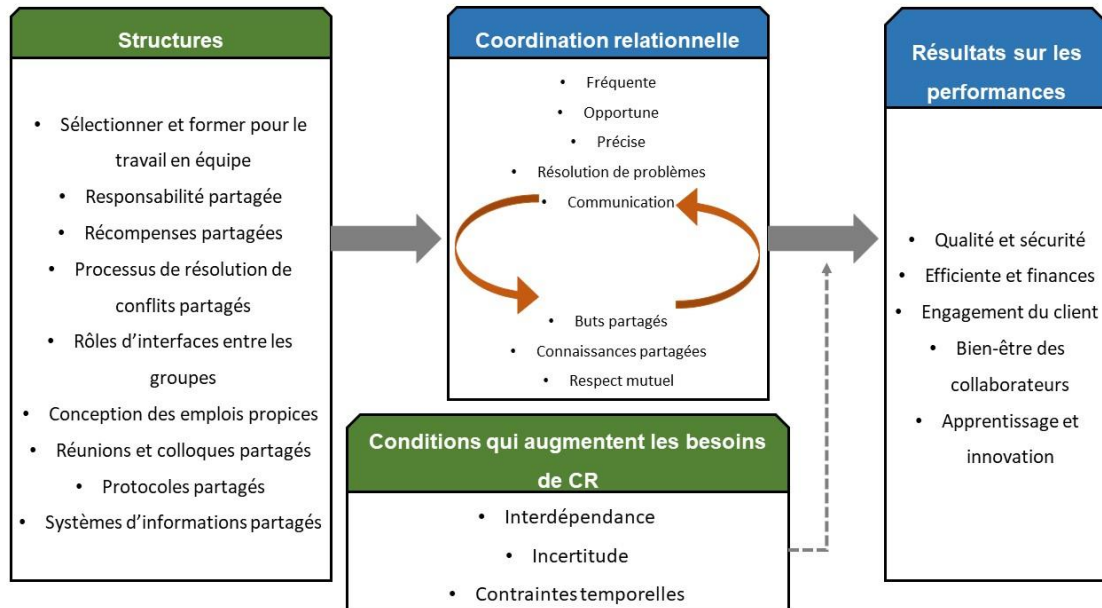 Structures
• Sélectionner et former pour le
travail en équipe
• Responsabilité partagée
• Récompenses partagées
• Processus de résolution de
conflits partagés
• Rôles d’interfaces entre les
groupes
• Conception des emplois propices
• Réunions et colloques partagés
• Protocoles partagés
• Systèmes d’informations partagés
Coordination relationnelle
• Fréquente
• Opportune
• Précise
• Résolution de problèmes
• Communication
• Buts partagés
• Connaissances partagées
• Respect mutuel
Conditions qui augmentent les besoins
de CR
• Interdépendance
• Incertitude
• Contraintes temporelles
Résultats sur les
performances
• Qualité et sécurité
• Efficiente et finances
• Engagement du client
• Bien-être des
collaborateurs
• Apprentissage et
innovation